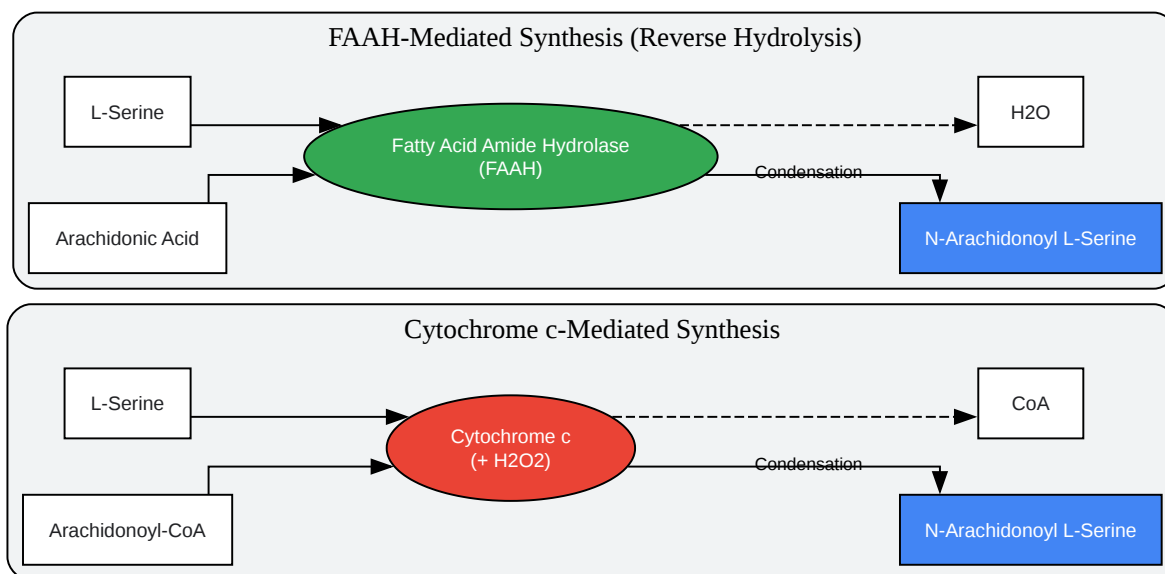 FAAH-Mediated Synthesis (Reverse Hydrolysis)
L-Serine
H2O
Fatty Acid Amide Hydrolase
(FAAH)
Condensation
Arachidonic Acid
N-Arachidonoyl L-Serine
Cytochrome c-Mediated Synthesis
L-Serine
CoA
Cytochrome c
(+ H2O2)
Condensation
Arachidonoyl-CoA
N-Arachidonoyl L-Serine